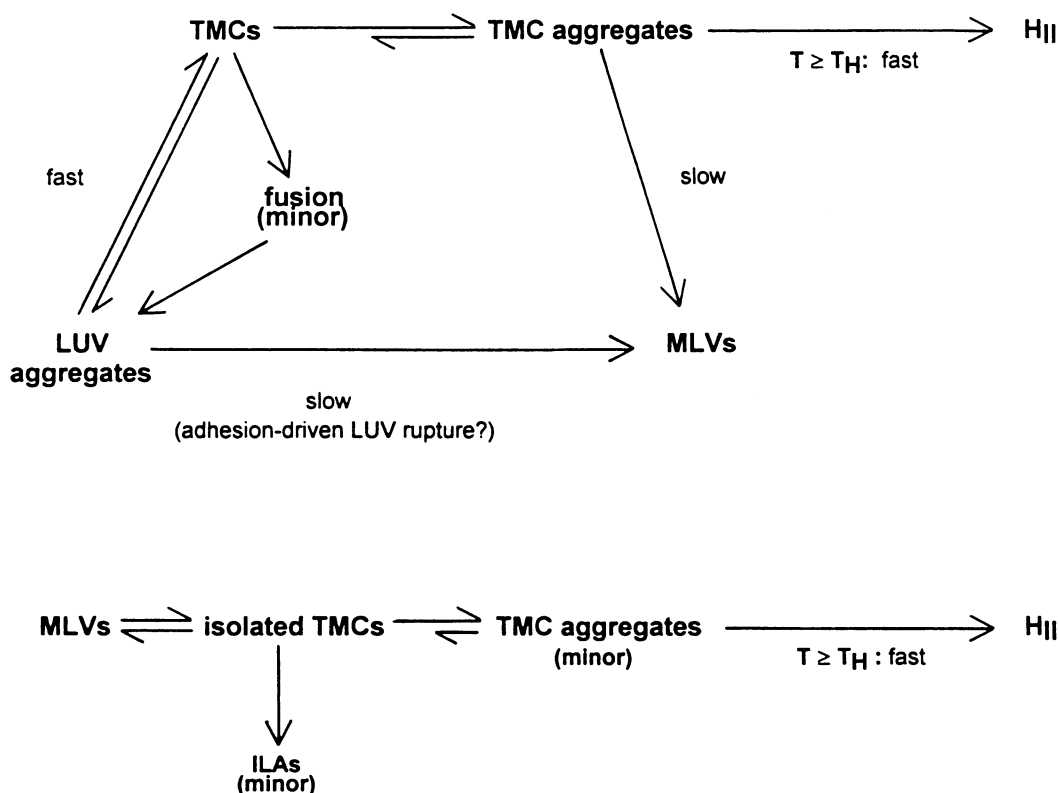 TMCs
TMC aggregates
HII
T ≥ TH: fast
fast
fusion
(minor)
slow
LUV
aggregates
MLVs
slow
(adhesion-driven LUV rupture?)
MLVs
isolated TMCs
TMC aggregates
(minor)
HII
T ≥ TH : fast
ILAs
(minor)